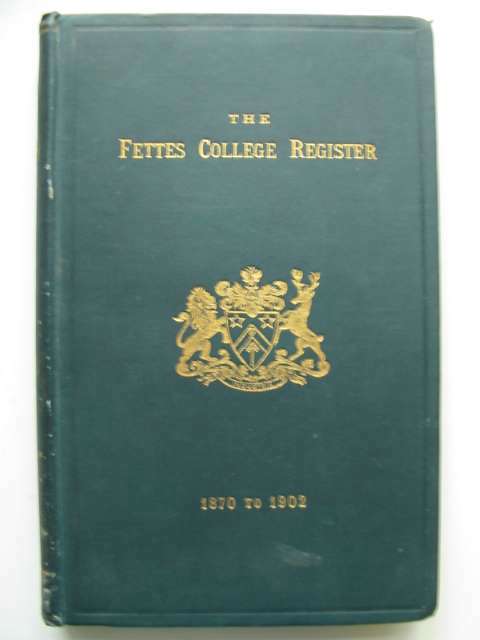 THE
FETTES COLLEGE REGISTER
1870 TO 1902